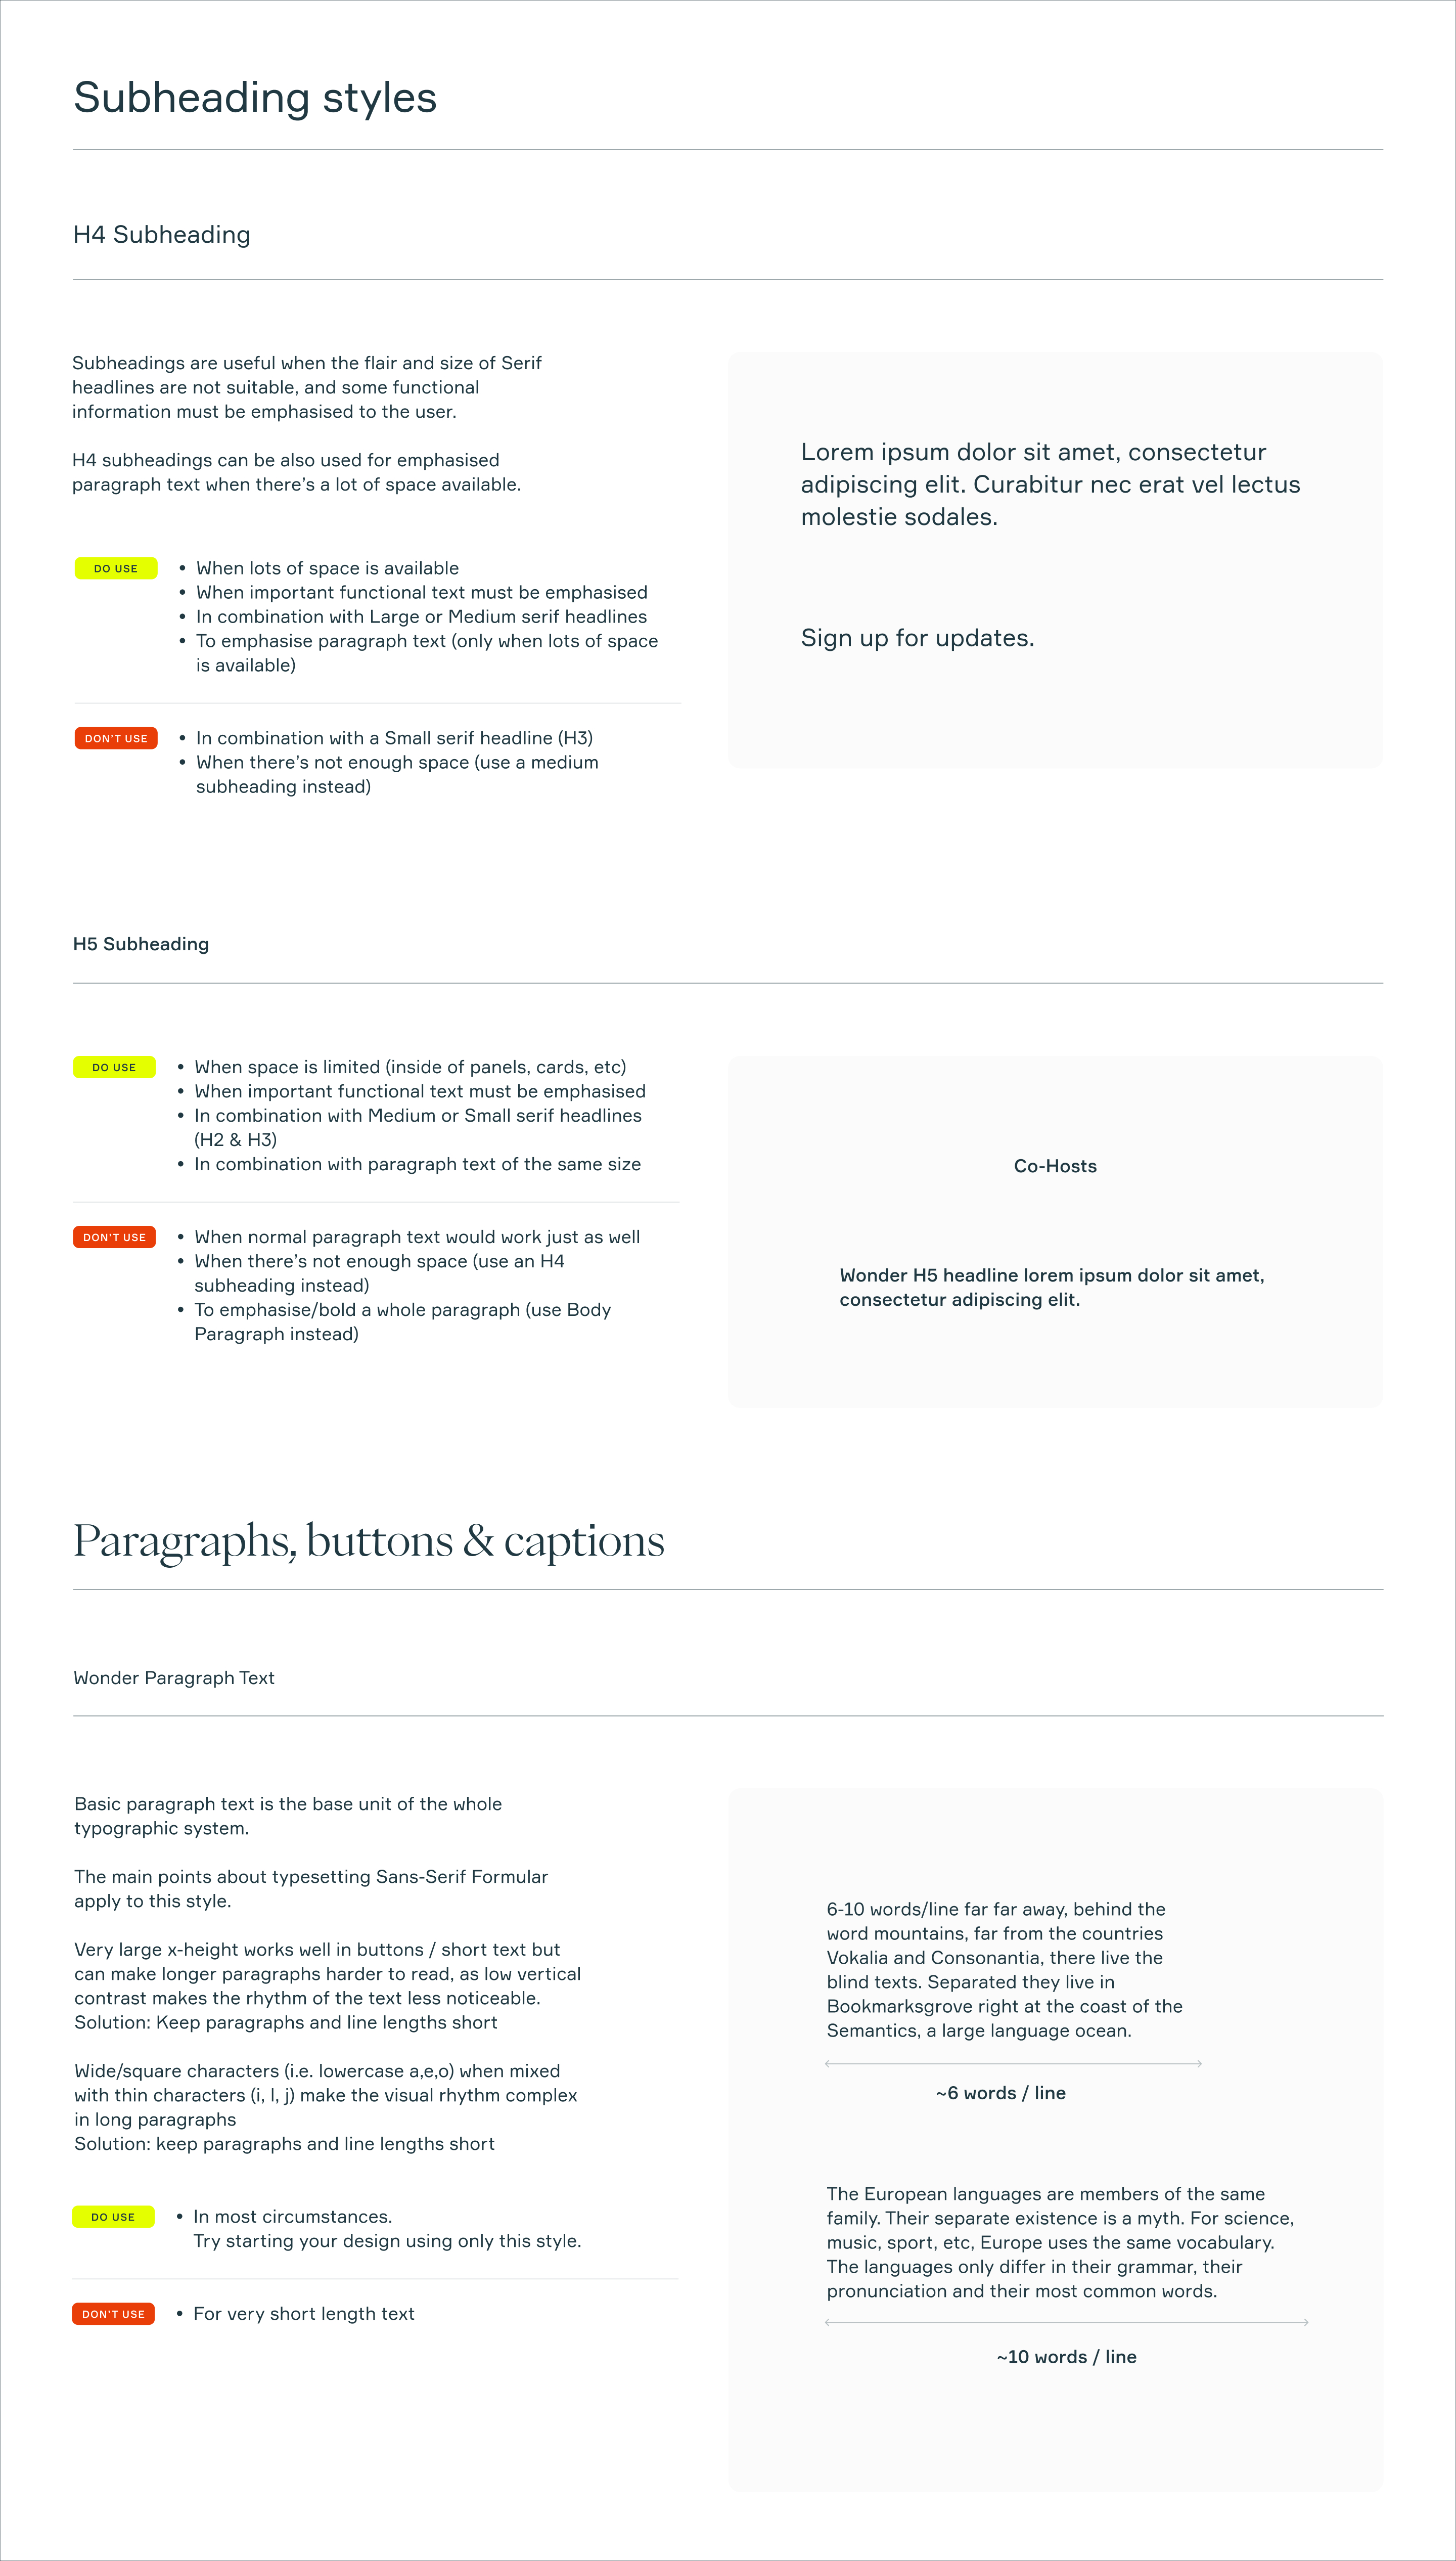 Subheading styles
H4 Subheading
Subheadings are useful when the flair and size of Serif
headlines are not suitable, and some functional
information must be emphasised to the user.
H4 subheadings can be also used for emphasised
paragraph text when there’s a lot of space available.
DO USE
• When lots of space is available
• When important functional text must be emphasised
• In combination with Large or Medium serif headlines
• To emphasise paragraph text (only when lots of space
is available)
DON’T USE
• In combination with a Small serif headline (H3)
• When there’s not enough space (use a medium
subheading instead)
Lorem ipsum dolor sit amet, consectetur
adipiscing elit. Curabitur nec erat vel lectus
molestie sodales.
Sign up for updates.
H5 Subheading
DO USE
• When space is limited (inside of panels, cards, etc)
• When important functional text must be emphasised
• In combination with Medium or Small serif headlines
(H2 & H3)
• In combination with paragraph text of the same size
DON’T USE
• When normal paragraph text would work just as well
• When there’s not enough space (use an H4
subheading instead)
• To emphasise/bold a whole paragraph (use Body
Paragraph instead)
Co-Hosts
Wonder H5 headline lorem ipsum dolor sit amet,
consectetur adipiscing elit.
Paragraphs, buttons & captions
Wonder Paragraph Text
Basic paragraph text is the base unit of the whole
typographic system.
The main points about typesetting Sans-Serif Formular
apply to this style.
Very large x-height works well in buttons / short text but
can make longer paragraphs harder to read, as low vertical
contrast makes the rhythm of the text less noticeable.
Solution: Keep paragraphs and line lengths short
Wide/square characters (i.e. lowercase a,e,o) when mixed
with thin characters (i, l, j) make the visual rhythm complex
in long paragraphs
Solution: keep paragraphs and line lengths short
DO USE
• In most circumstances.
Try starting your design using only this style.
DON’T USE
• For very short length text
6-10 words/line far far away, behind the
word mountains, far from the countries
Vokalia and Consonantia, there live the
blind texts. Separated they live in
Bookmarksgrove right at the coast of the
Semantics, a large language ocean.
~6 words / line
The European languages are members of the same
family. Their separate existence is a myth. For science,
music, sport, etc, Europe uses the same vocabulary.
The languages only differ in their grammar, their
pronunciation and their most common words.
~10 words / line